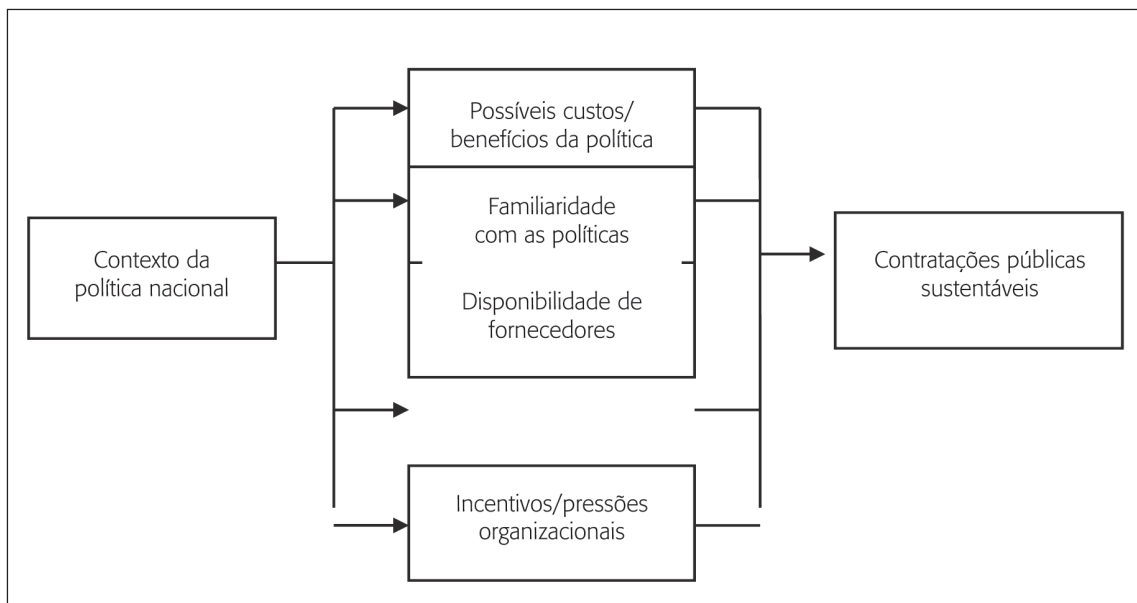 Possíveis custos/
benefícios da política
Familiaridade
com as políticas
Contexto da
política nacional
Disponibilidade de
fornecedores
Contratações públicas
sustentáveis
Incentivos/pressões
organizacionais